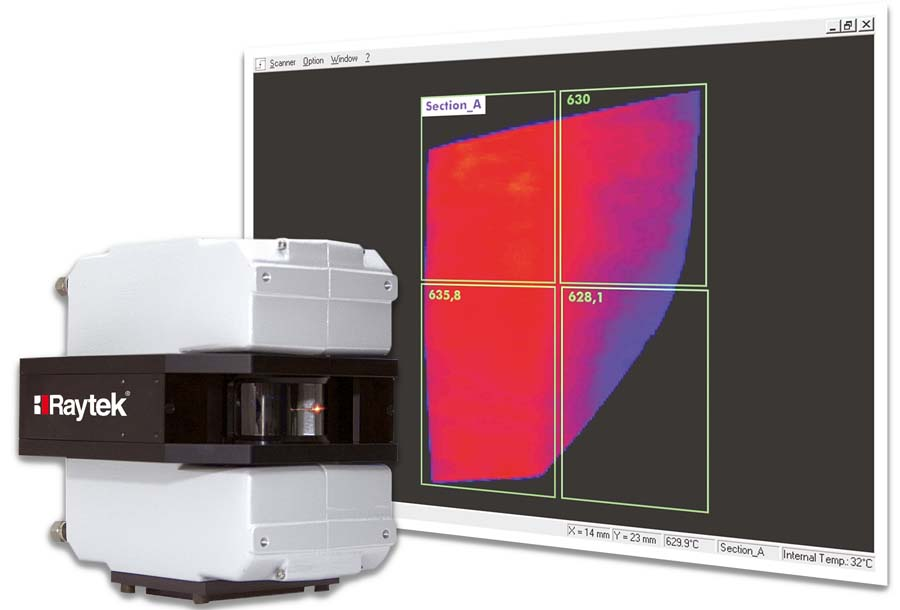 Scanner Option Window ?
Section_A
630
635,8
628,1
Raytek®
X = 14 mm Y = 23 mm 629.9°C Section_A Internal Temp.: 32°C